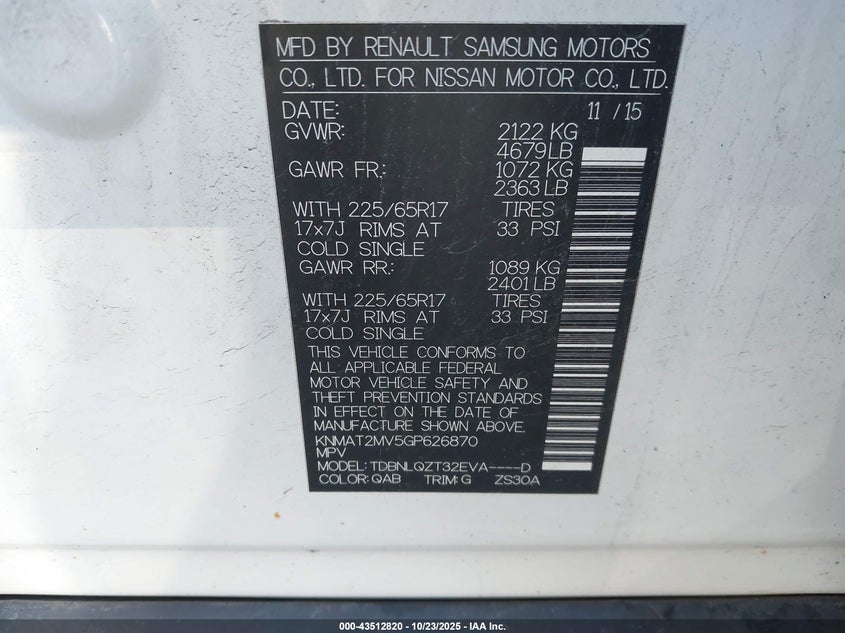 MFD BY RENAULT SAMSUNG MOTORS
CO., LTD. FOR NISSAN MOTOR CO., LTD.
DATE: 11 / 15
GVWR: 2122 KG
4679 LB
GAWR FR.: 1072 KG
2363 LB
WITH 225/65R17 TIRES
17x7J RIMS AT 33 PSI
COLD SINGLE
GAWR RR.: 1089 KG
2401 LB
WITH 225/65R17 TIRES
17x7J RIMS AT 33 PSI
COLD SINGLE
THIS VEHICLE CONFORMS TO
ALL APPLICABLE FEDERAL
MOTOR VEHICLE SAFETY AND
THEFT PREVENTION STANDARDS
IN EFFECT ON THE DATE OF
MANUFACTURE SHOWN ABOVE.
KNMAT2MV5GP626870
MPV
MODEL: TDBNLQZT32EVA----D
COLOR: QAB TRIM: G ZS30A
000-43512820 - 10/23/2025 - IAA Inc.